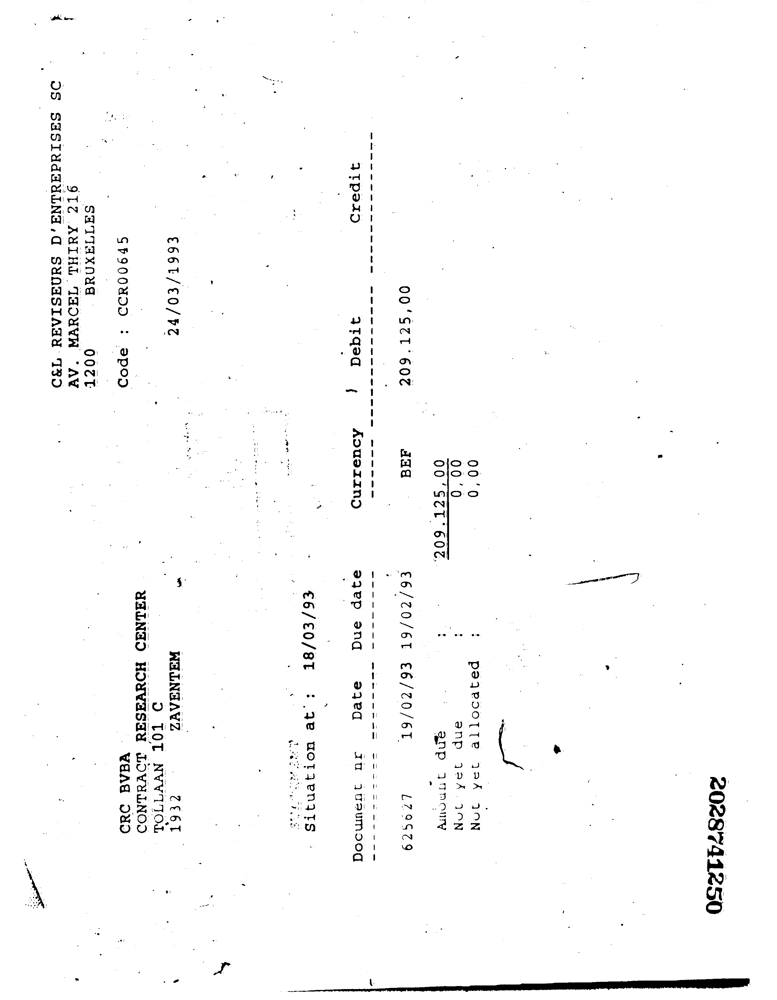 C&L REVISEURS D'ENTREPRISES SC
AV. MARCEL THIRY 216
1200 BRUXELLES
Code : CCR00645
24/03/1993
CRC BVBA
CONTRACT RESEARCH CENTER
TOLLAAN 101 C
1932 ZAVENTEM
STATEMENT
Situation at : 18/03/93
Document nr Date Due date Currency Debit Credit
625627 19/02/93 19/02/93 BEF 209.125,00
Amount due : 209.125,00
Not yet due : 0,00
Not yet allocated : 0,00
2028741250